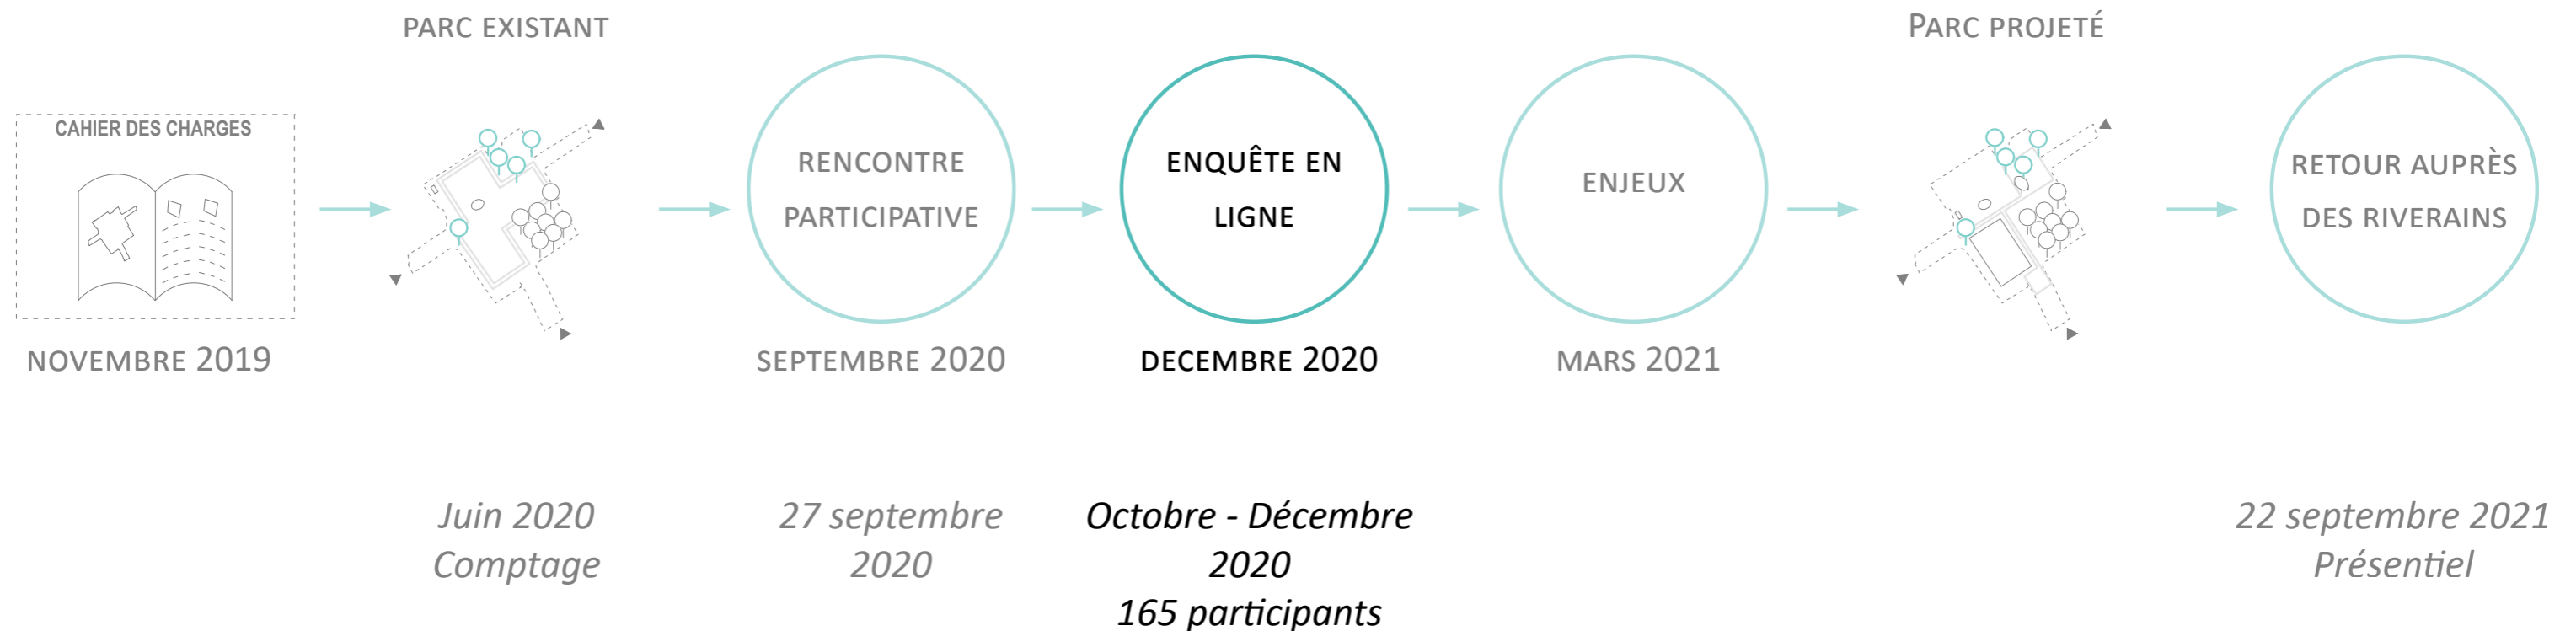 PARC EXISTANT
PARC PROJETÉ
CAHIER DES CHARGES
RENCONTRE
PARTICIPATIVE
ENQUÊTE EN
LIGNE
ENJEUX
RETOUR AUPRÈS
DES RIVERAINS
NOVEMBRE 2019
SEPTEMBRE 2020
DECEMBRE 2020
MARS 2021
Juin 2020
Comptage
27 septembre
2020
Octobre - Décembre
2020
165 participants
22 septembre 2021
Présentiel